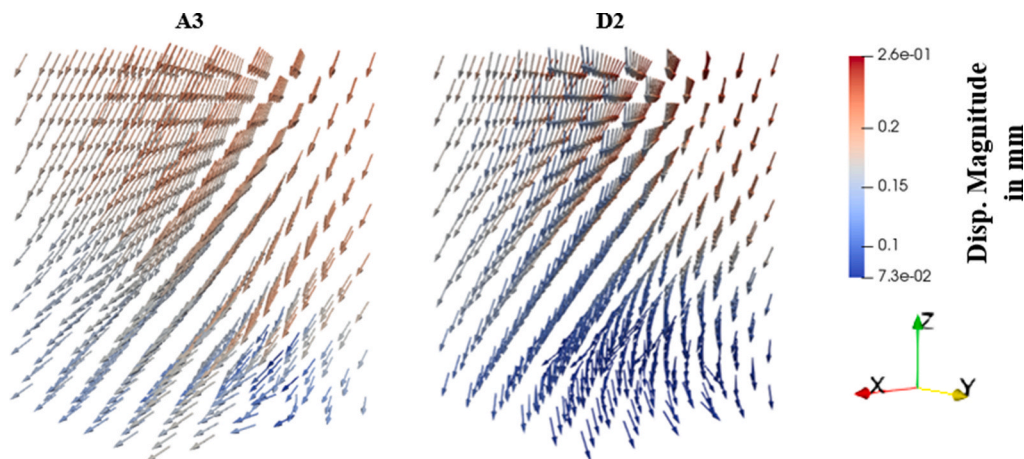 A3
D2
2.6e-01
0.2
0.15
0.1
7.3e-02
Disp. Magnitude
in mm
Z
X
Y